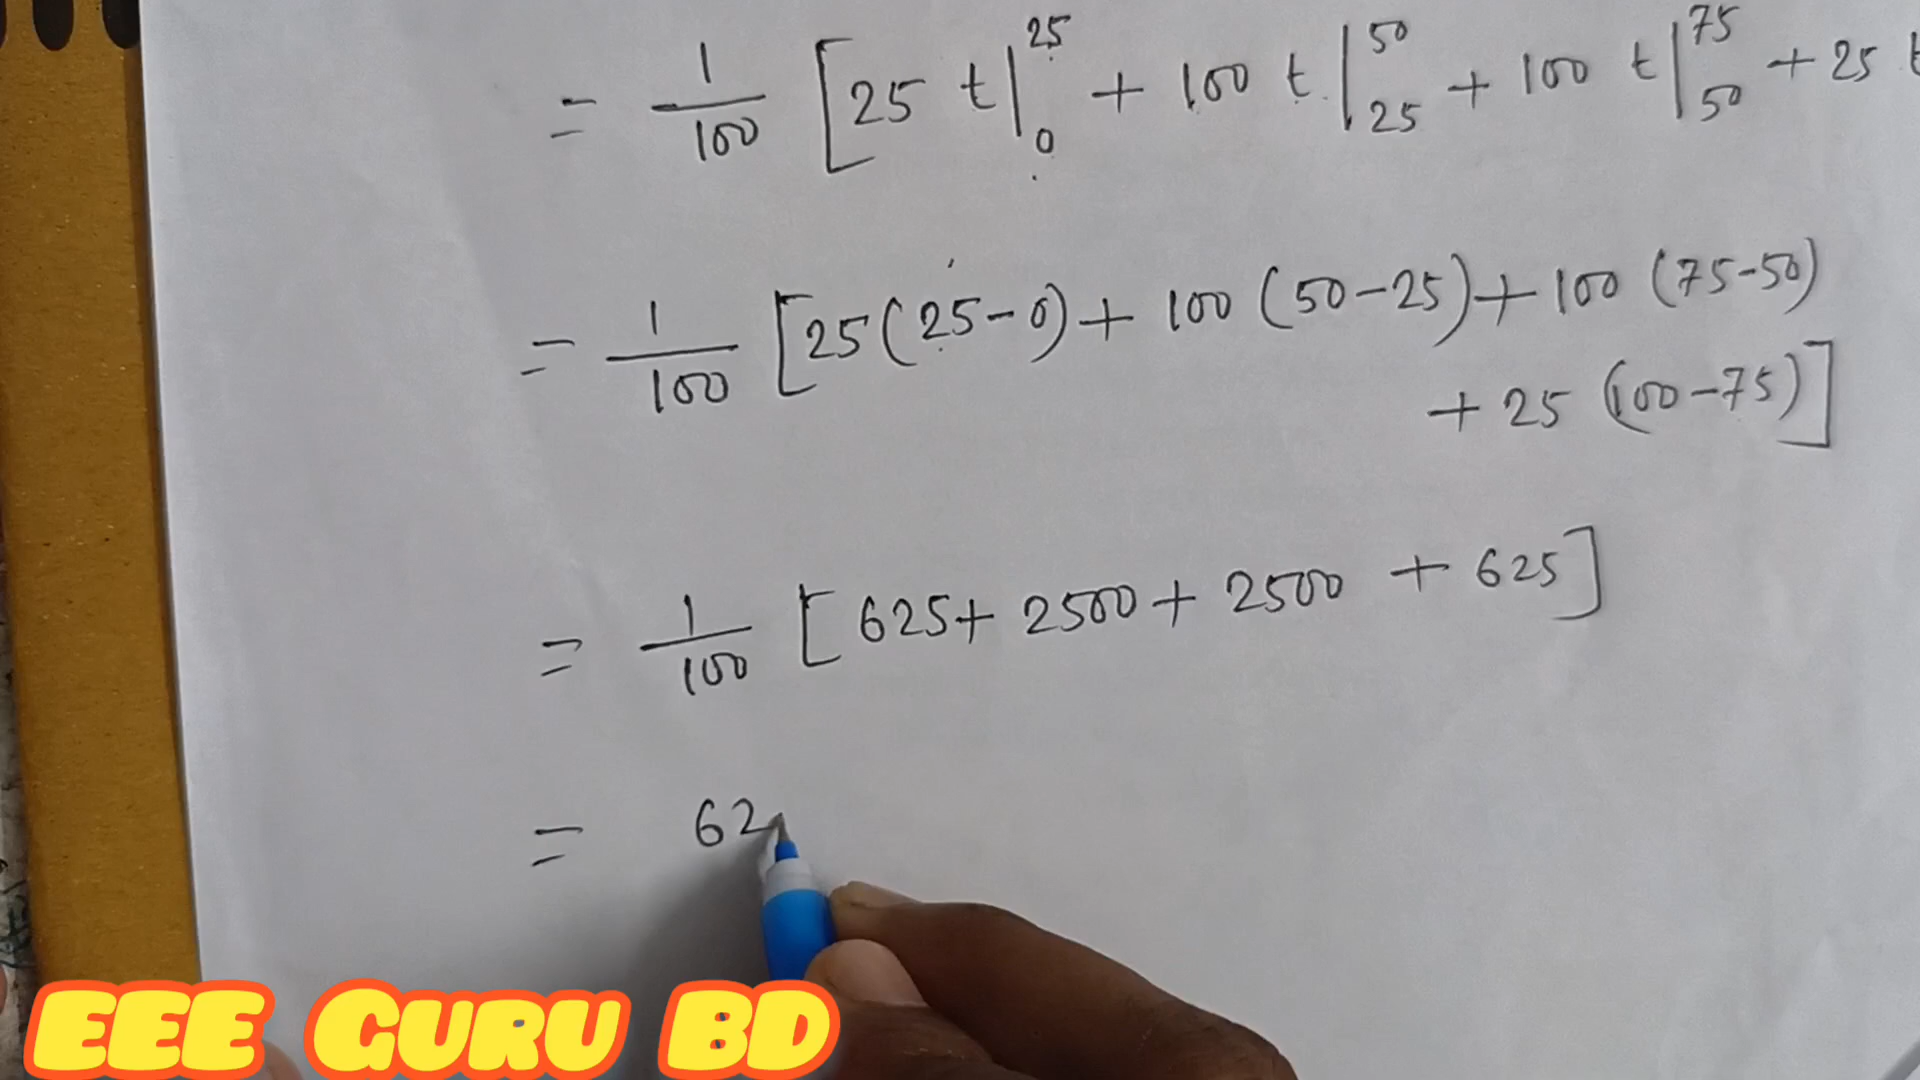 = 1/100 [25 t|₀²⁵ + 100 t|₂₅⁵⁰ + 100 t|₅₀⁷⁵ + 25 t
= 1/100 [25(25-0) + 100 (50-25) + 100 (75-50)
+ 25 (100-75)]
= 1/100 [625 + 2500 + 2500 + 625]
= 62
EEE GURU BD